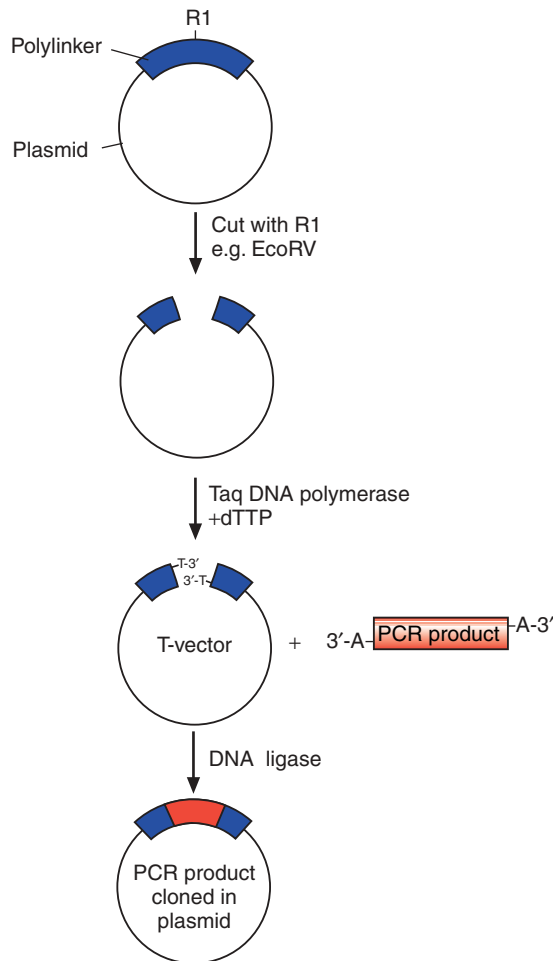 R1
Polylinker
Plasmid
Cut with R1
e.g. EcoRV
Taq DNA polymerase
+dTTP
T-3′
3′-T
T-vector
+
3′-A
PCR product
A-3′
DNA ligase
PCR product
cloned in
plasmid